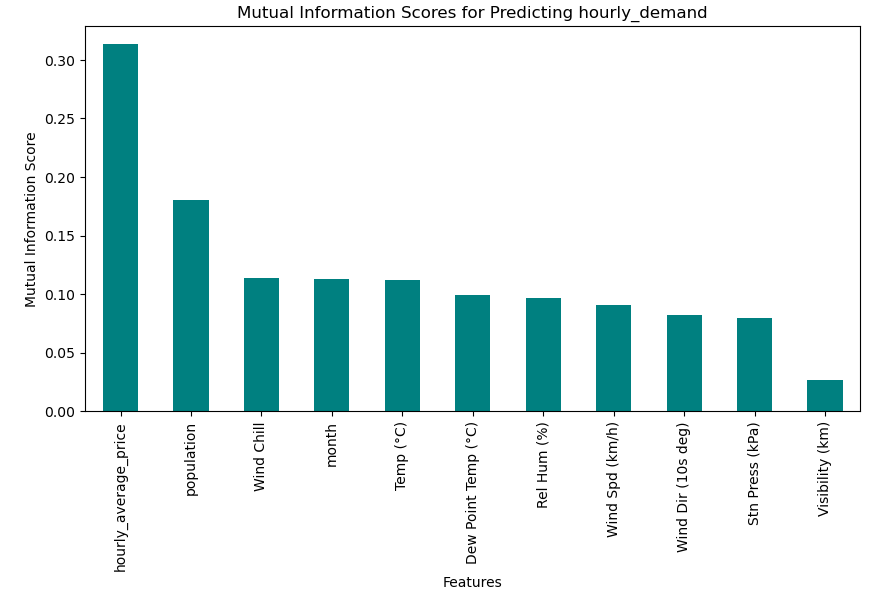 Mutual Information Scores for Predicting hourly_demand
Mutual Information Score
0.30
0.25
0.20
0.15
0.10
0.05
0.00
hourly_average_price
population
Wind Chill
month
Temp (°C)
Dew Point Temp (°C)
Rel Hum (%)
Wind Spd (km/h)
Wind Dir (10s deg)
Stn Press (kPa)
Visibility (km)
Features